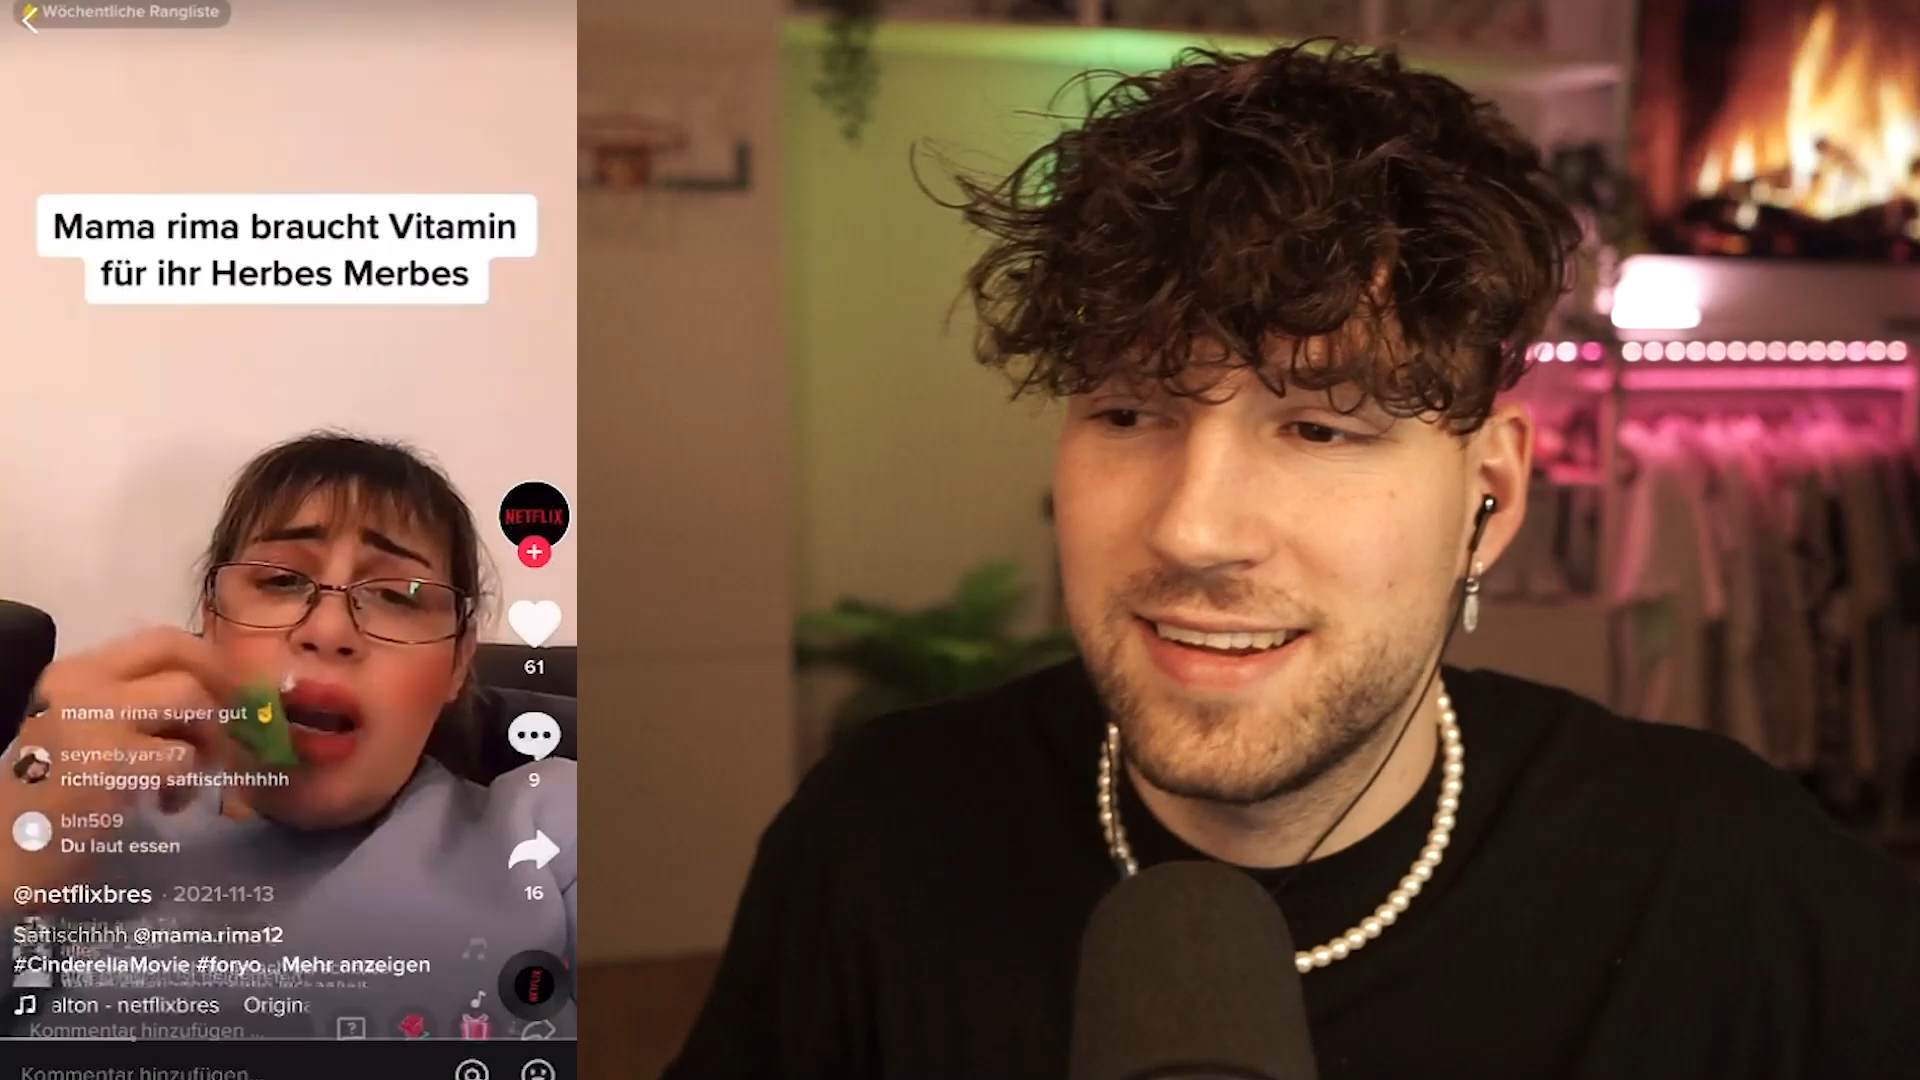 Wöchentliche Rangliste
Mama rima braucht Vitamin
für ihr Herbes Merbes
NETFLIX
61
mama rima super gut
seyneb.yars77
richtiggggg saftischhhhhh
9
bln509
Du laut essen
@netflixbres · 2021-11-13
16
Saftischhhh @mama.rima12
#CinderellaMovie #foryo... Mehr anzeigen
NETFLIX
alton - netflixbres Origina
Kommentar hinzufügen ...
Kommentar hinzufügen...